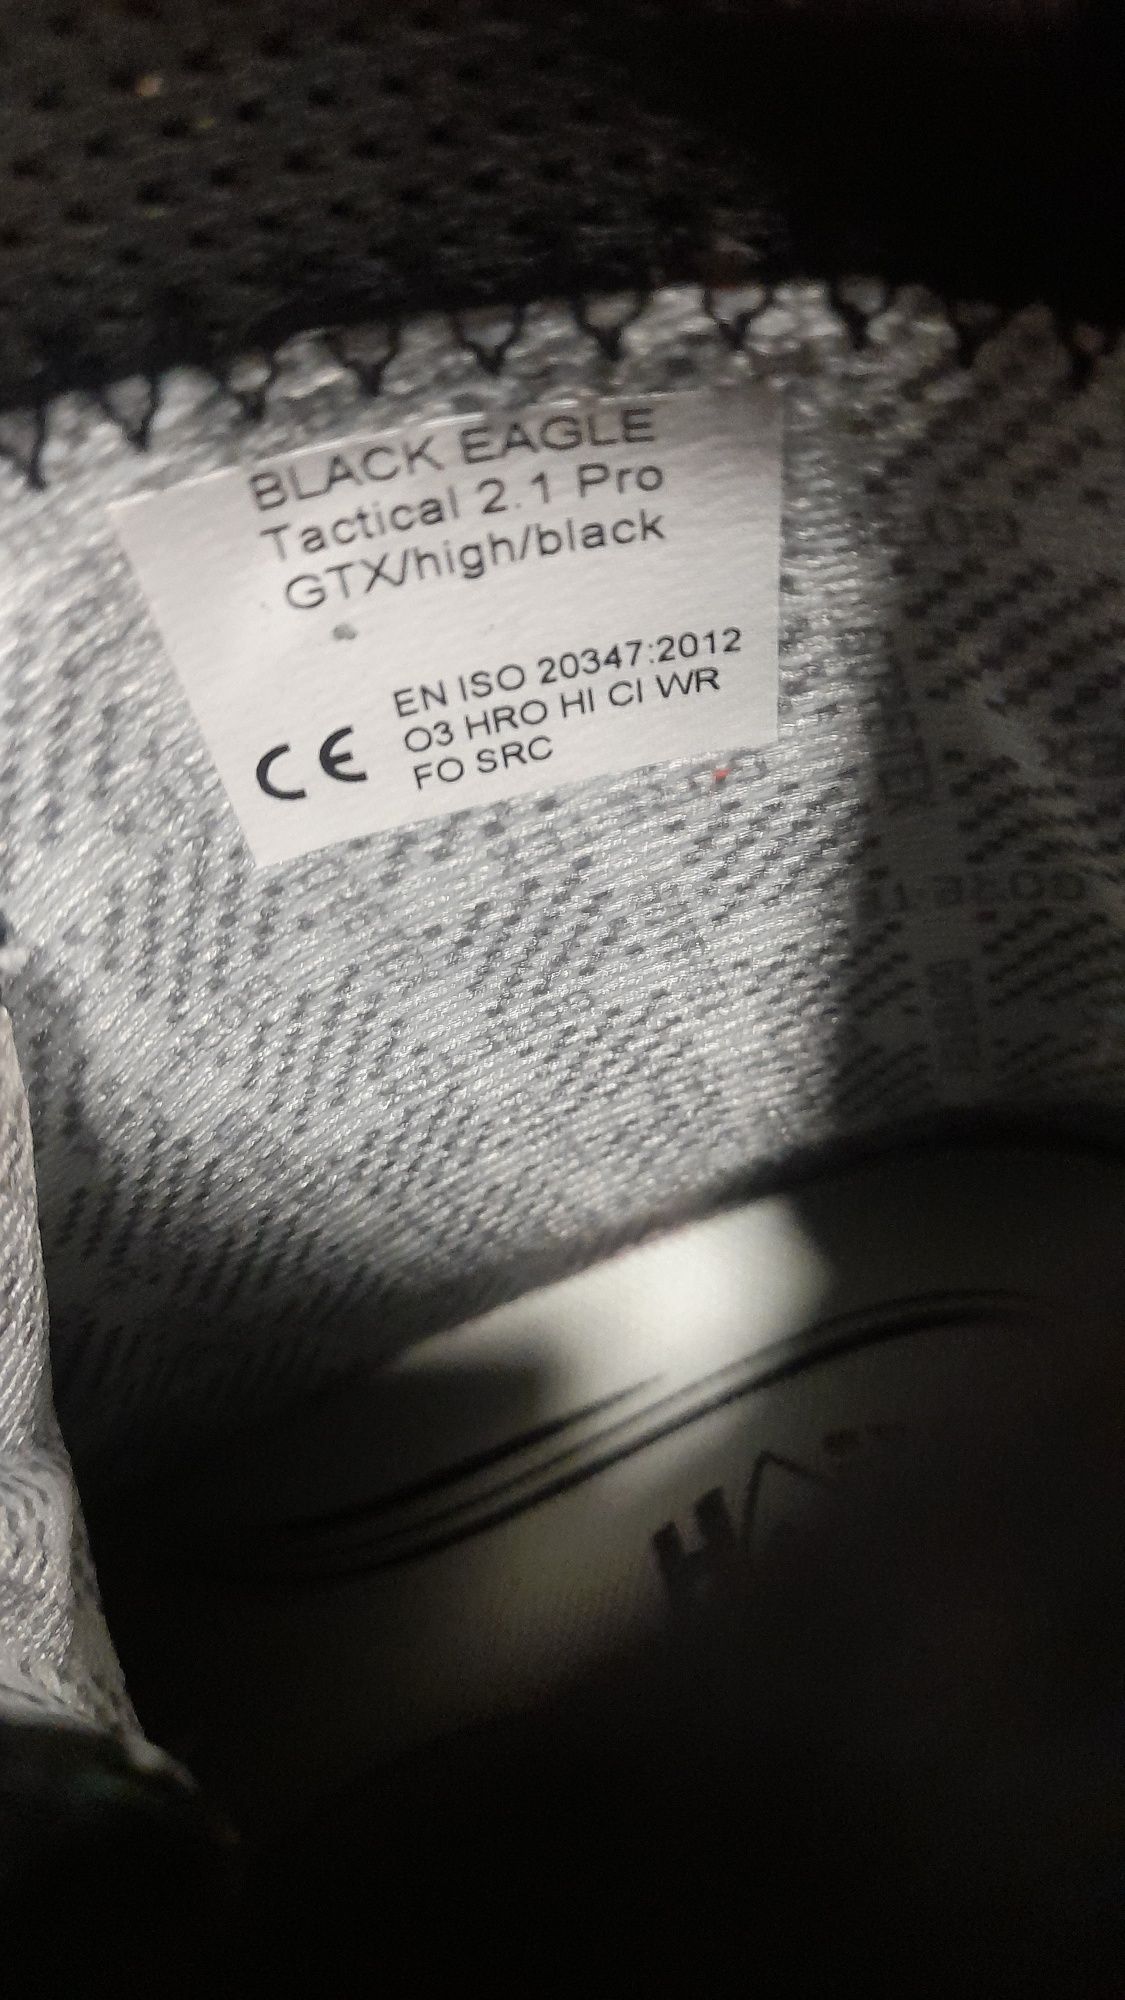 BLACK EAGLE
Tactical 2.1 Pro
GTX/high/black
EN ISO 20347:2012
O3 HRO HI CI WR
FO SRC
CE